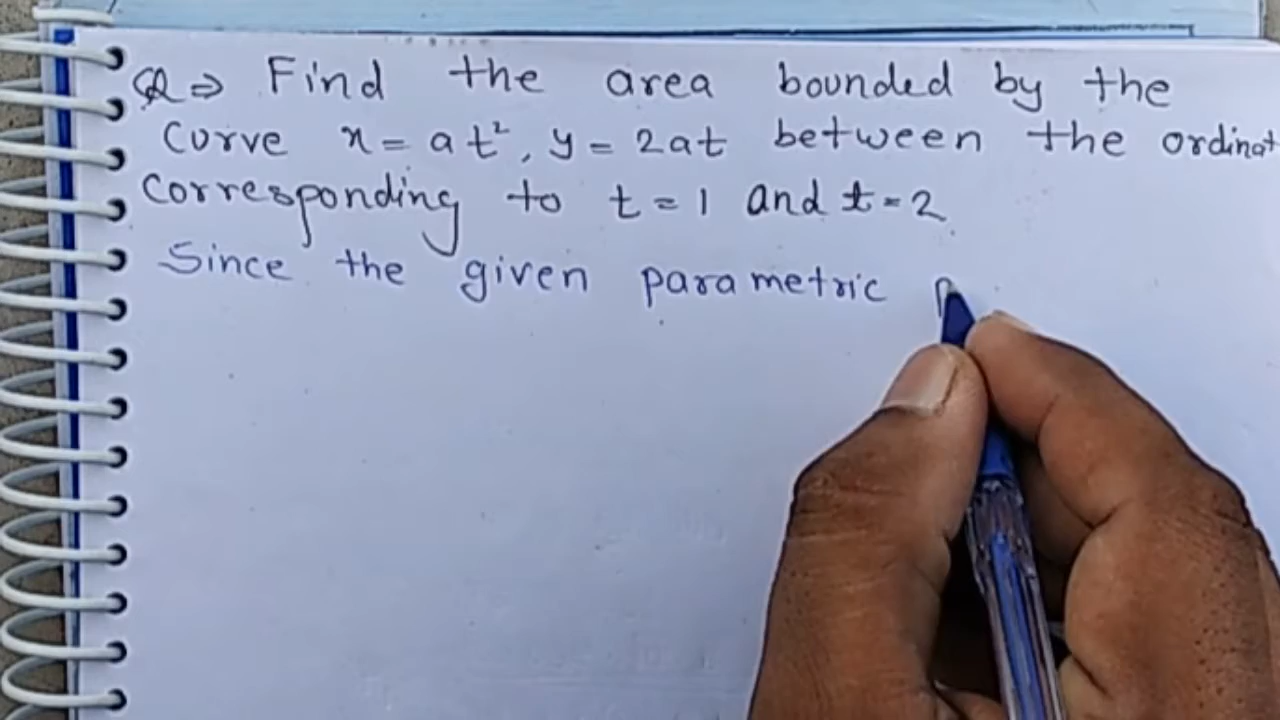 Q ⇒ Find the area bounded by the
Curve x = at², y = 2at between the ordinat
Corresponding to t = 1 and t = 2
Since the given parametric